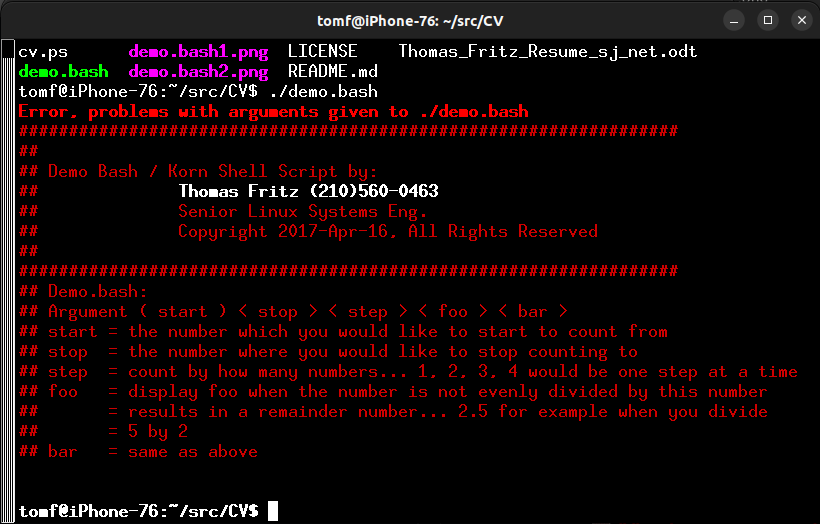 tomf@iPhone-76: ~/src/CV
cv.ps      demo.bash1.png  LICENSE    Thomas_Fritz_Resume_sj_net.odt
demo.bash  demo.bash2.png  README.md
tomf@iPhone-76:~/src/CV$ ./demo.bash
Error, problems with arguments given to ./demo.bash
##################################################################
##
## Demo Bash / Korn Shell Script by:
##              Thomas Fritz (210)560-0463
##              Senior Linux Systems Eng.
##              Copyright 2017-Apr-16, All Rights Reserved
##
##################################################################
## Demo.bash:
## Argument ( start ) < stop > < step > < foo > < bar >
## start = the number which you would like to start to count from
## stop  = the number where you would like to stop counting to
## step  = count by how many numbers... 1, 2, 3, 4 would be one step at a time
## foo   = display foo when the number is not evenly divided by this number
##       = results in a remainder number... 2.5 for example when you divide
##       = 5 by 2
## bar   = same as above
tomf@iPhone-76:~/src/CV$